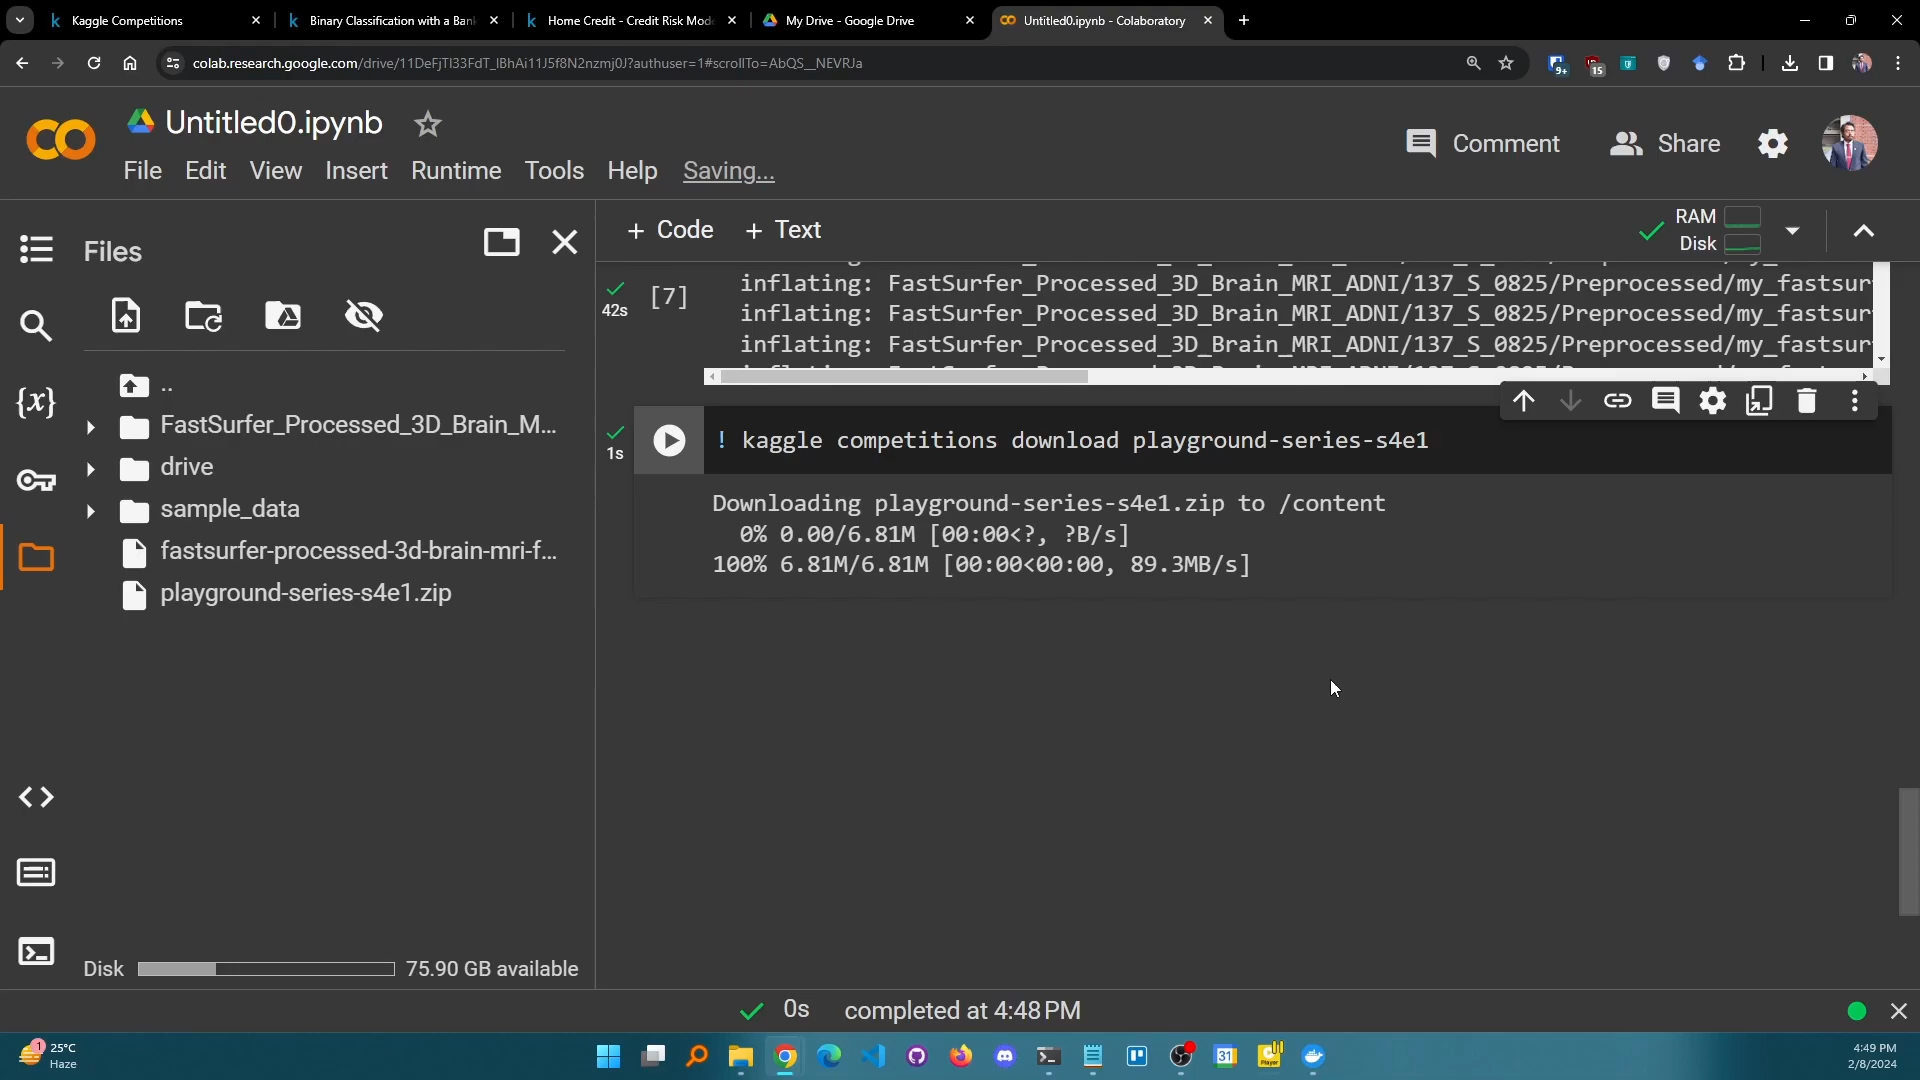 Kaggle Competitions
Binary Classification with a Ban
Home Credit - Credit Risk Mod
My Drive - Google Drive
Untitled0.ipynb - Colaboratory
colab.research.google.com/drive/11DeFjTl33FdT_lBhAi11J5f8N2nzmj0J?authuser=1#scrollTo=AbQS__NEVRJa
9+
15
Untitled0.ipynb
Comment
Share
File Edit View Insert Runtime Tools Help Saving...
Files
+ Code + Text
RAM
Disk
inflating: FastSurfer_Processed_3D_Brain_MRI_ADNI/137_S_0825/Preprocessed/my_fastsur
42s
[7]
inflating: FastSurfer_Processed_3D_Brain_MRI_ADNI/137_S_0825/Preprocessed/my_fastsur
inflating: FastSurfer_Processed_3D_Brain_MRI_ADNI/137_S_0825/Preprocessed/my_fastsur
{x}
..
FastSurfer_Processed_3D_Brain_M...
drive
sample_data
fastsurfer-processed-3d-brain-mri-f...
playground-series-s4e1.zip
1s
! kaggle competitions download playground-series-s4e1
Downloading playground-series-s4e1.zip to /content
0% 0.00/6.81M [00:00<?, ?B/s]
100% 6.81M/6.81M [00:00<00:00, 89.3MB/s]
Disk
75.90 GB available
0s completed at 4:48 PM
1
25°C
Haze
31
4:49 PM
2/8/2024